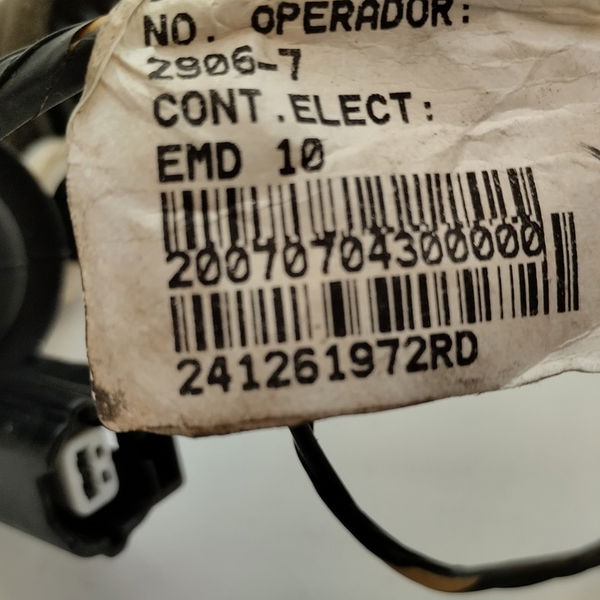 NO. OPERADOR:
2906-7
CONT.ELECT:
EMD 10
20070704300000
241261972RD